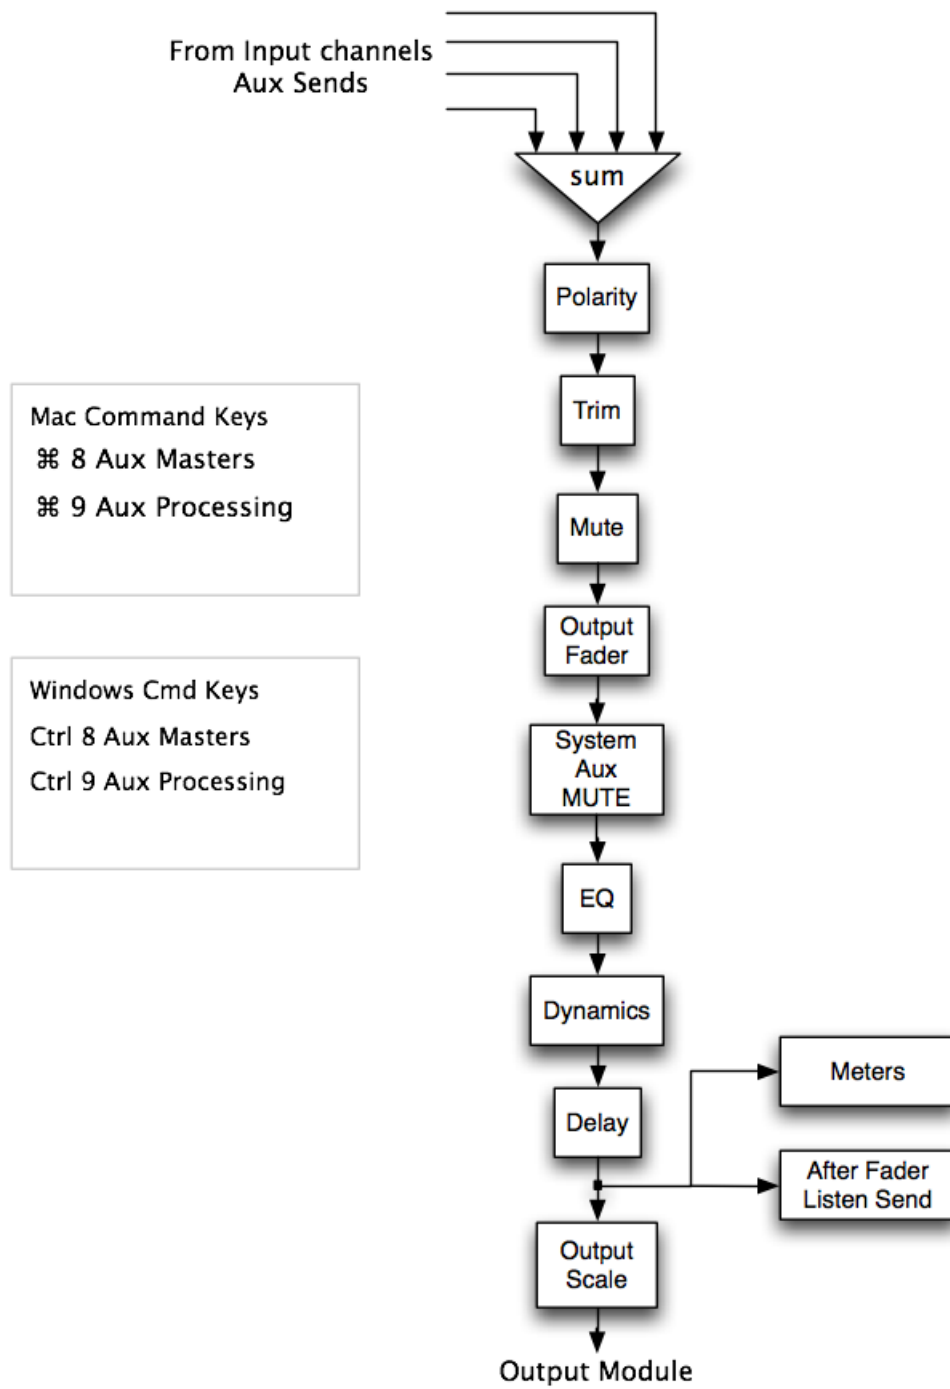 From Input channels
Aux Sends
sum
Polarity
Trim
Mac Command Keys
⌘ 8 Aux Masters
⌘ 9 Aux Processing
Mute
Output
Fader
Windows Cmd Keys
Ctrl 8 Aux Masters
Ctrl 9 Aux Processing
System
Aux
MUTE
EQ
Dynamics
Meters
Delay
After Fader
Listen Send
Output
Scale
Output Module